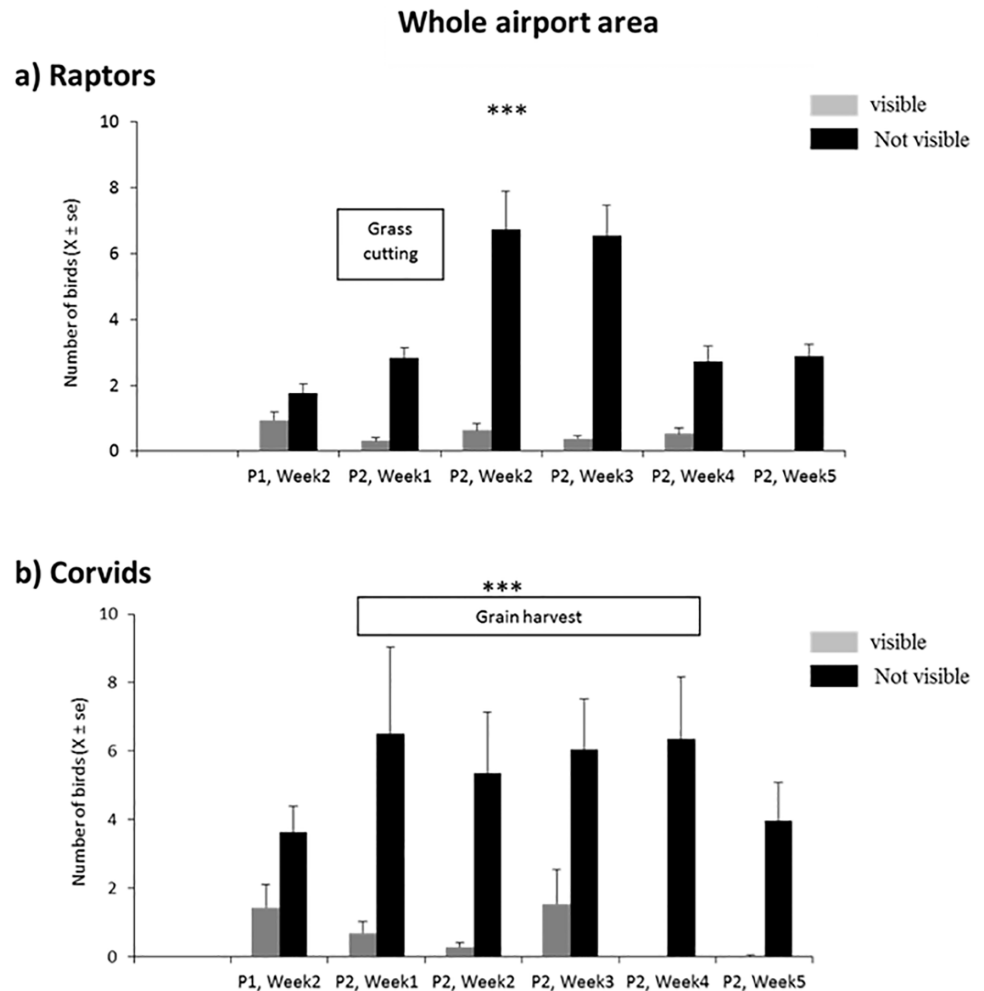 Whole airport area
a) Raptors
***
visible
Not visible
Grass
cutting
Number of birds (X ± se)
10
8
6
4
2
0
P1, Week2 P2, Week1 P2, Week2 P2, Week3 P2, Week4 P2, Week5
b) Corvids
***
Grain harvest
visible
Not visible
Number of birds (X ± se)
10
8
6
4
2
0
P1, Week2 P2, Week1 P2, Week2 P2, Week3 P2, Week4 P2, Week5